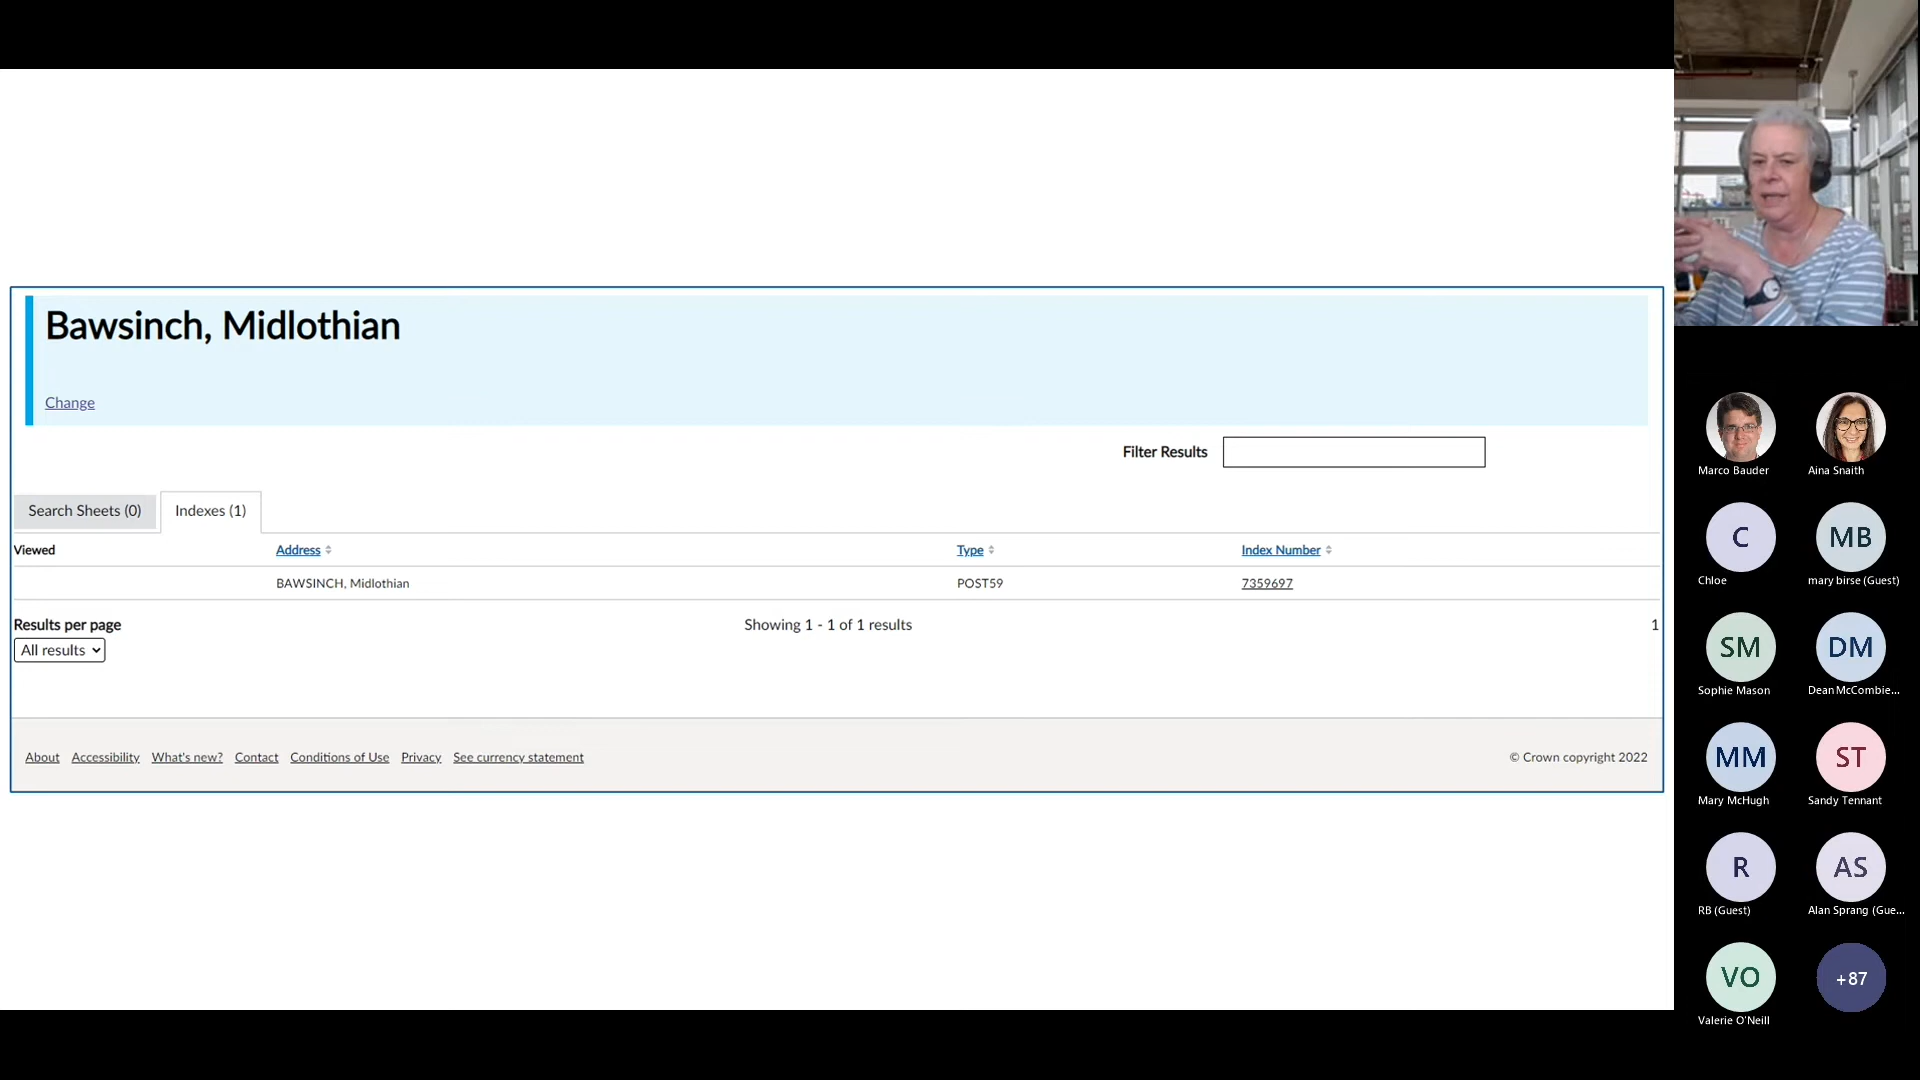 Bawsinch, Midlothian
Change
Filter Results
Search Sheets (0) Indexes (1)
Viewed Address Type Index Number
BAWSINCH, Midlothian POST59 7359697
Results per page Showing 1 - 1 of 1 results 1
All results
About Accessibility What's new? Contact Conditions of Use Privacy See currency statement © Crown copyright 2022
Marco Bauder Aina Snaith
C MB
Chloe mary birse (Guest)
SM DM
Sophie Mason Dean McCombie...
MM ST
Mary McHugh Sandy Tennant
R AS
RB (Guest) Alan Sprang (Gue...
VO +87
Valerie O'Neill